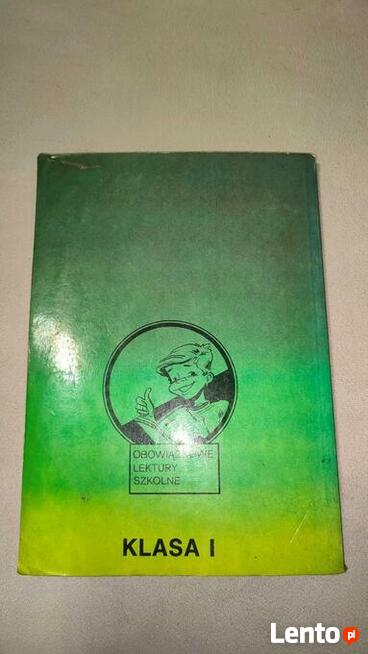 OBOWIĄZKOWE
LEKTURY
SZKOLNE
KLASA I
Lento.pl